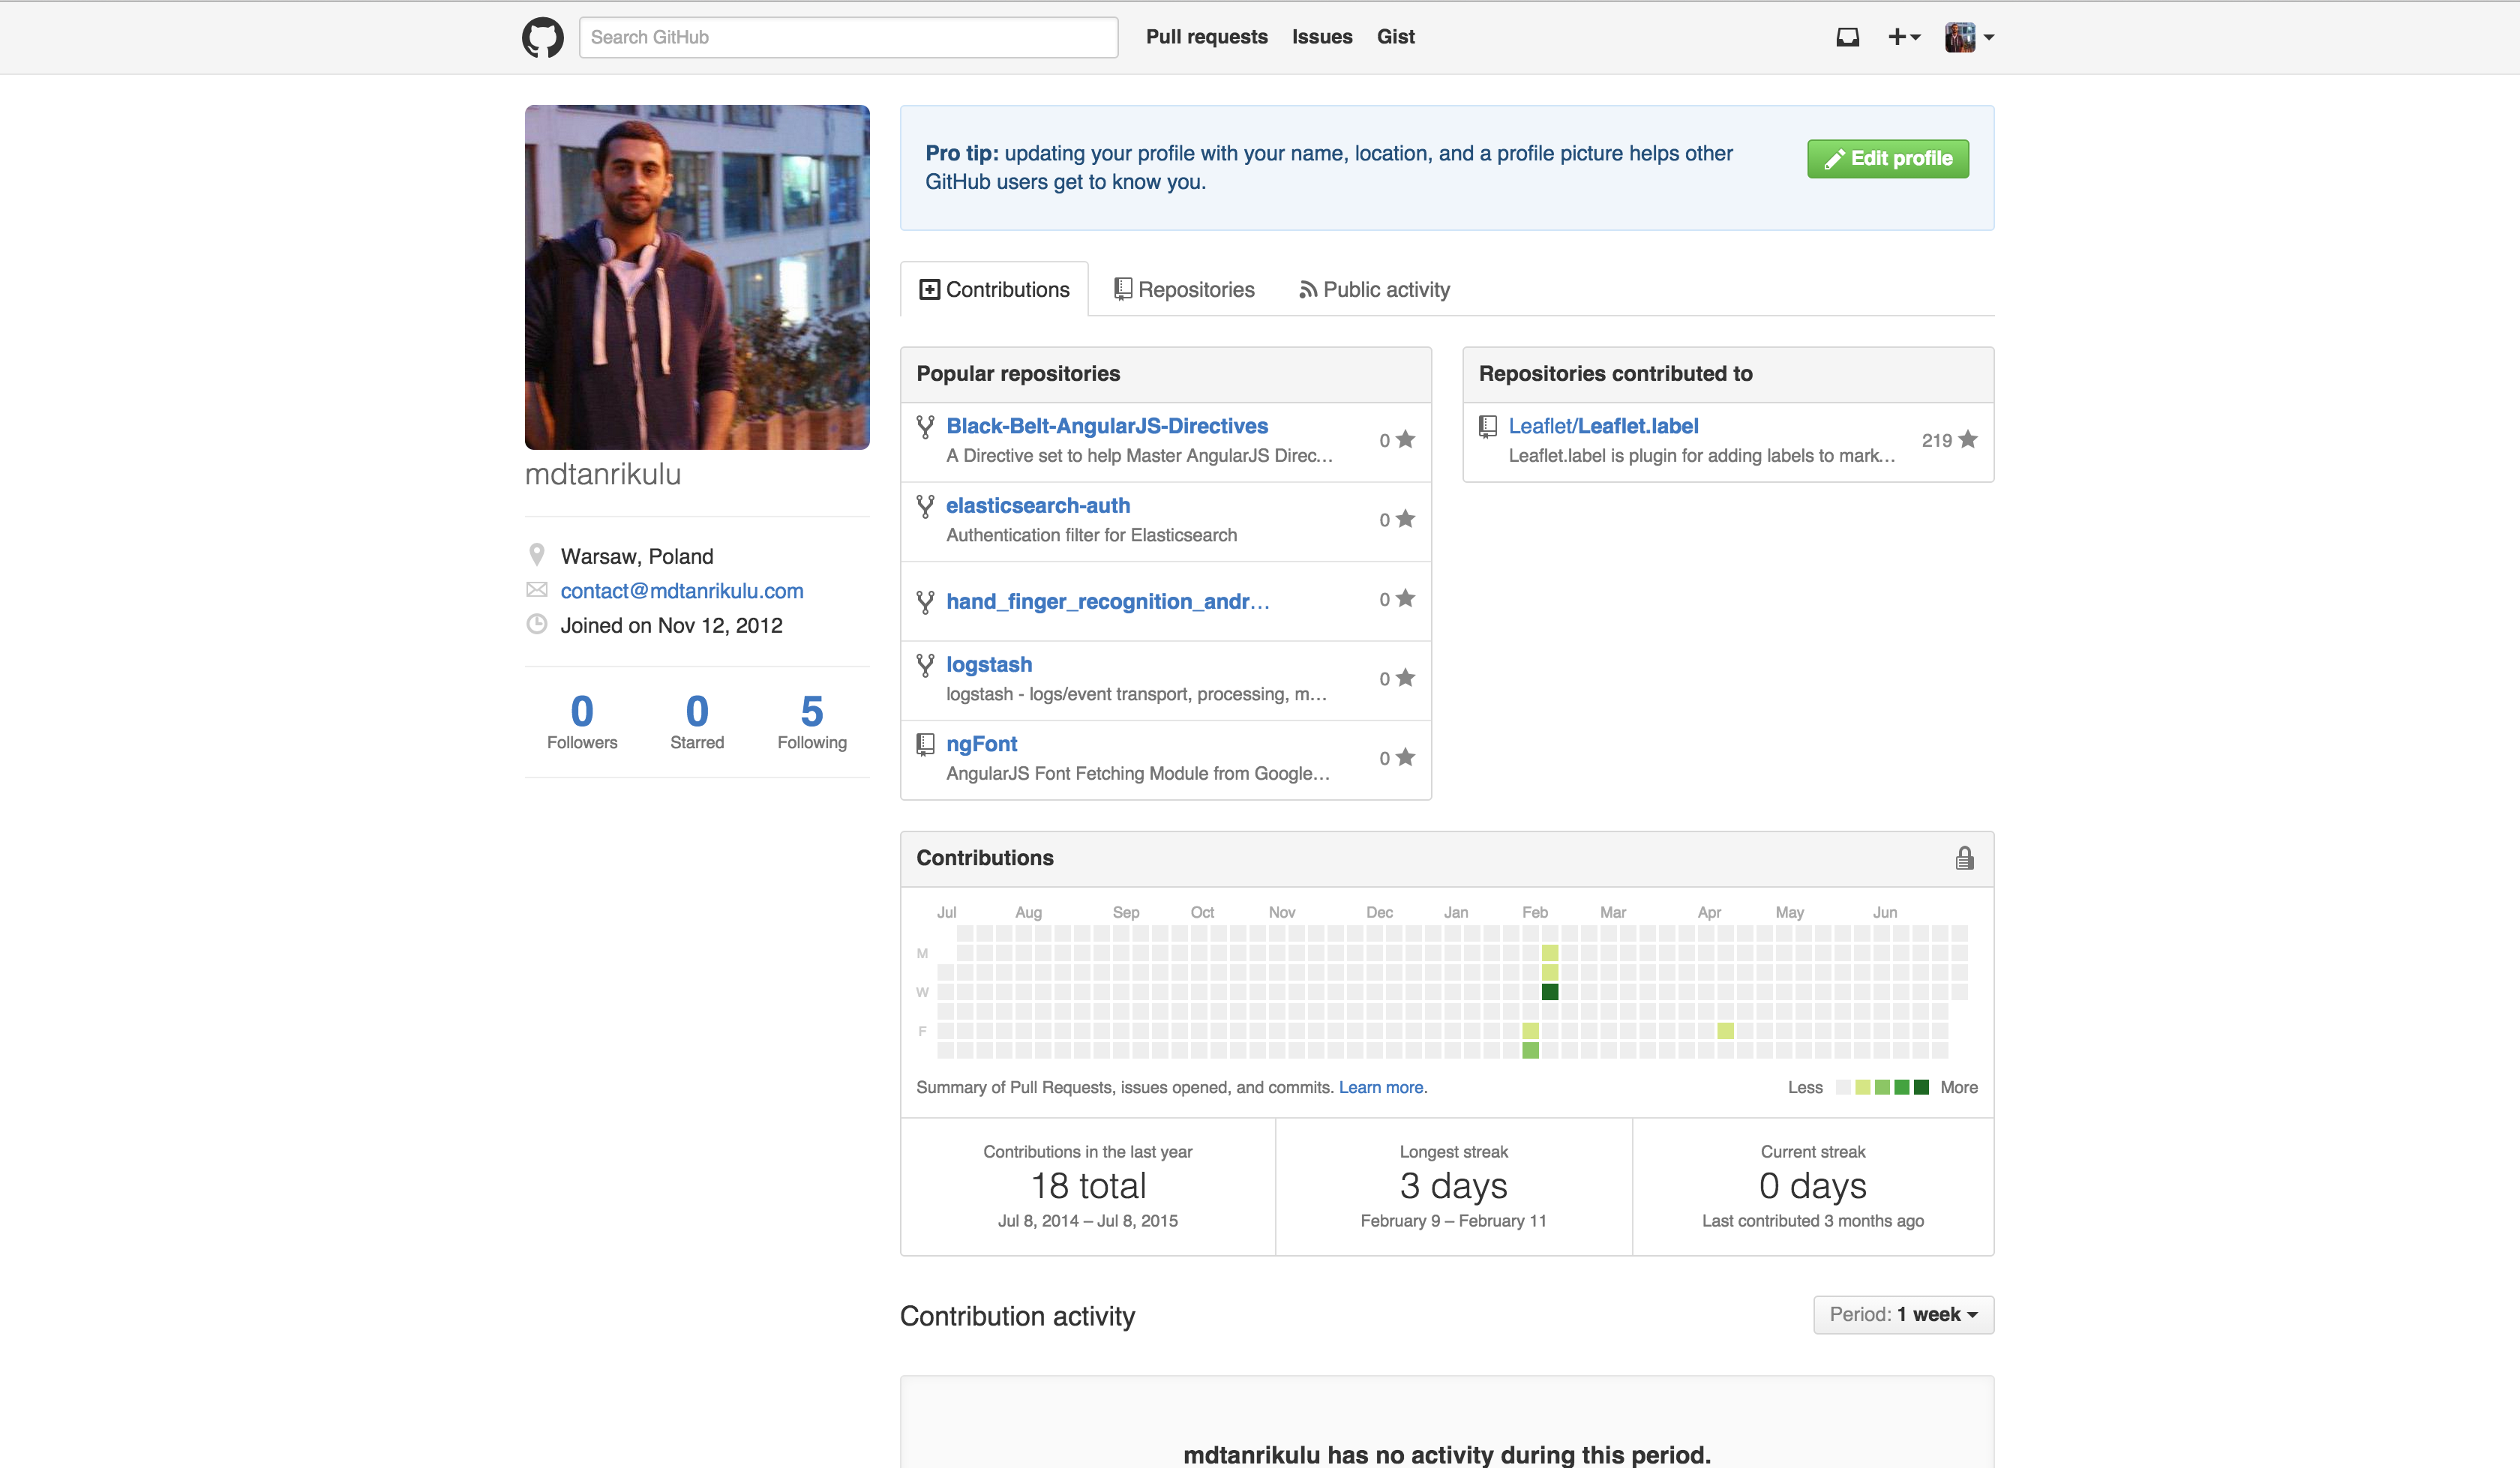 Search GitHub
Pull requests
Issues
Gist
mdtanrikulu
Warsaw, Poland
contact@mdtanrikulu.com
Joined on Nov 12, 2012
0
Followers
0
Starred
5
Following
Pro tip: updating your profile with your name, location, and a profile picture helps other
GitHub users get to know you.
Edit profile
Contributions
Repositories
Public activity
Popular repositories
Black-Belt-AngularJS-Directives
A Directive set to help Master AngularJS Direc…
0
elasticsearch-auth
Authentication filter for Elasticsearch
0
hand_finger_recognition_andr…
0
logstash
logstash - logs/event transport, processing, m…
0
ngFont
AngularJS Font Fetching Module from Google…
0
Repositories contributed to
Leaflet/Leaflet.label
Leaflet.label is plugin for adding labels to mark…
219
Contributions
Jul Aug Sep Oct Nov Dec Jan Feb Mar Apr May Jun
M
W
F
Summary of Pull Requests, issues opened, and commits. Learn more.
Less
More
Contributions in the last year
18 total
Jul 8, 2014 – Jul 8, 2015
Longest streak
3 days
February 9 – February 11
Current streak
0 days
Last contributed 3 months ago
Contribution activity
Period: 1 week
mdtanrikulu has no activity during this period.